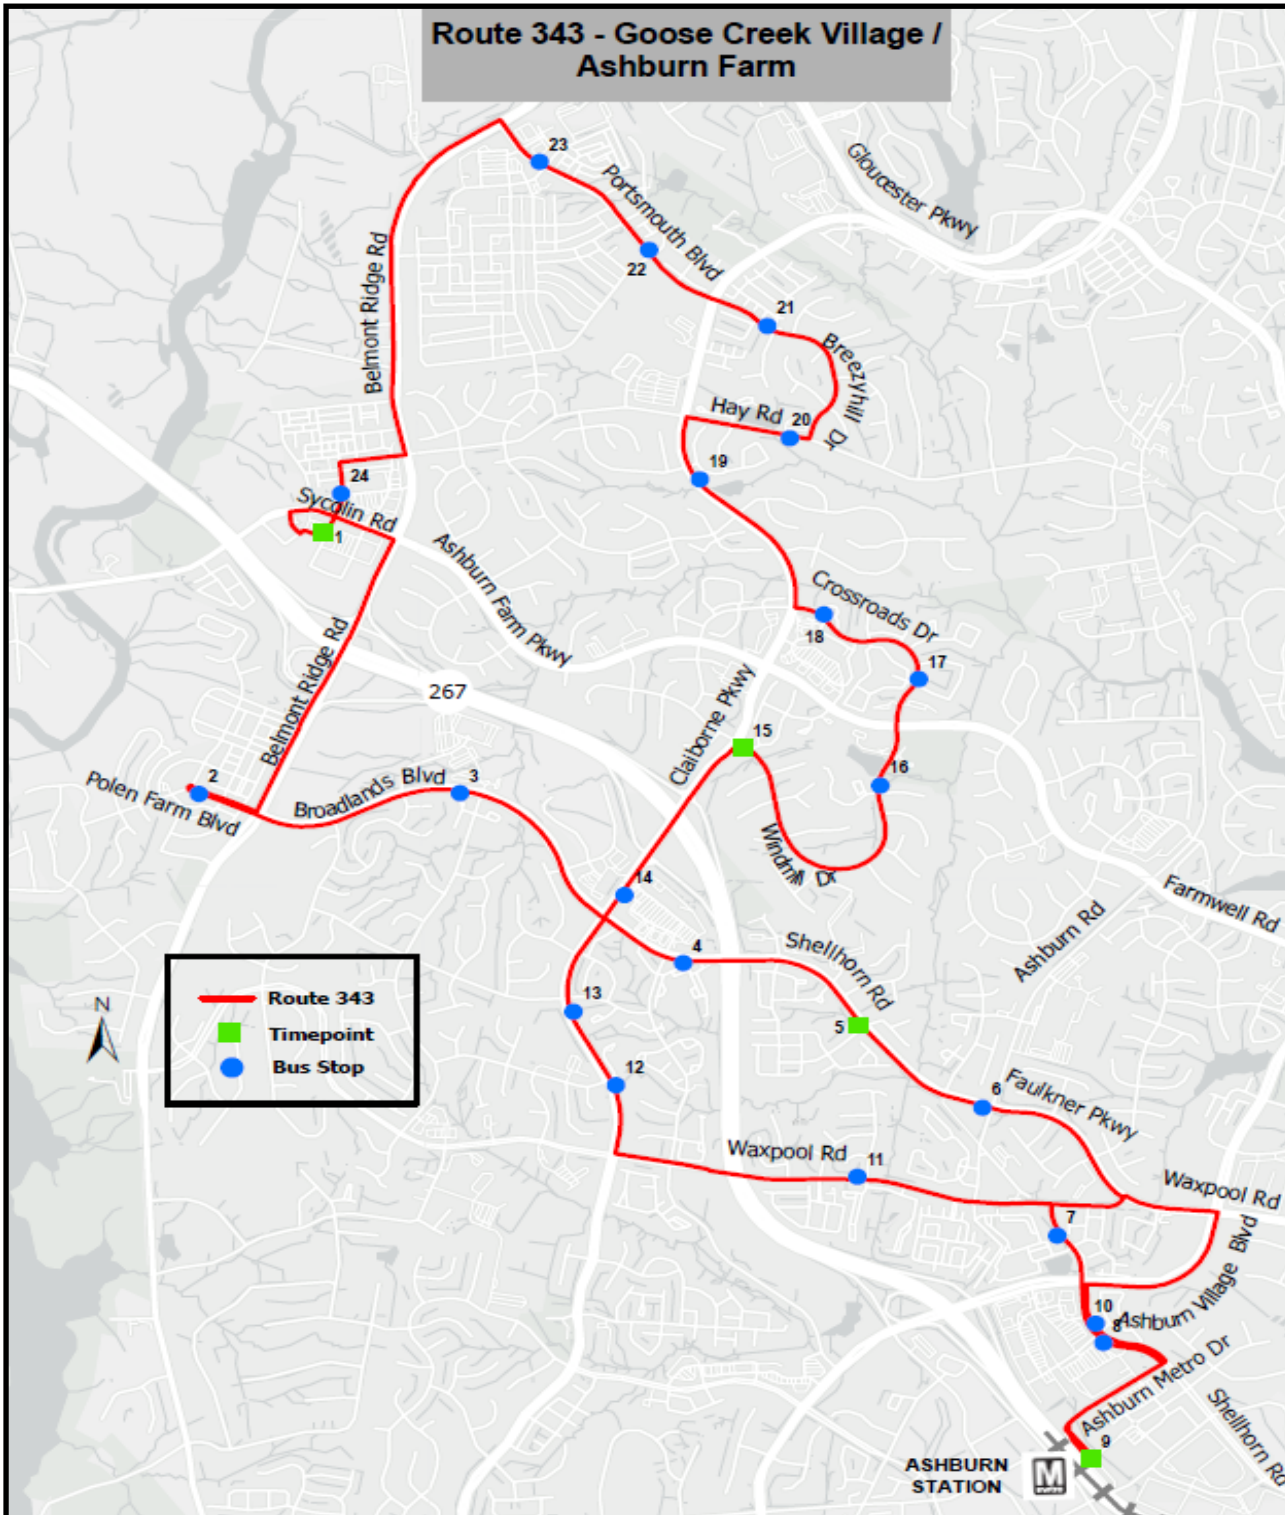 Route 343 - Goose Creek Village /
Ashburn Farm
23
Portsmouth Blvd
Gloucester Pkwy
22
Belmont Ridge Rd
21
Breezyhill Dr
Hay Rd
20
19
24
Sycolin Rd
1
Ashburn Farm Pkwy
Crossroads Dr
18
17
Belmont Ridge Rd
267
Claiborne Pkwy
15
16
2
Polen Farm Blvd
Broadlands Blvd
3
Windmill Dr
14
Farmwell Rd
Ashburn Rd
4
Shellhorn Rd
5
13
N
Route 343
Timepoint
Bus Stop
12
6
Faulkner Pkwy
Waxpool Rd
11
Waxpool Rd
7
Ashburn Village Blvd
10
8
Ashburn Metro Dr
Shellhorn Rd
9
ASHBURN
STATION
M